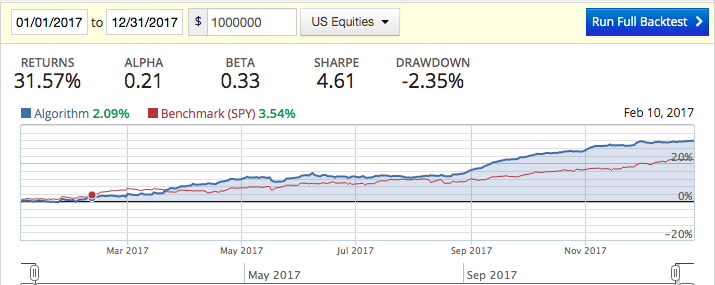 01/01/2017 to 12/31/2017 $ 1000000 US Equities Run Full Backtest
RETURNS ALPHA BETA SHARPE DRAWDOWN
31.57% 0.21 0.33 4.61 -2.35%
Algorithm 2.09% Benchmark (SPY) 3.54% Feb 10, 2017
20%
0%
-20%
Mar 2017 May 2017 Jul 2017 Sep 2017 Nov 2017
May 2017 Sep 2017